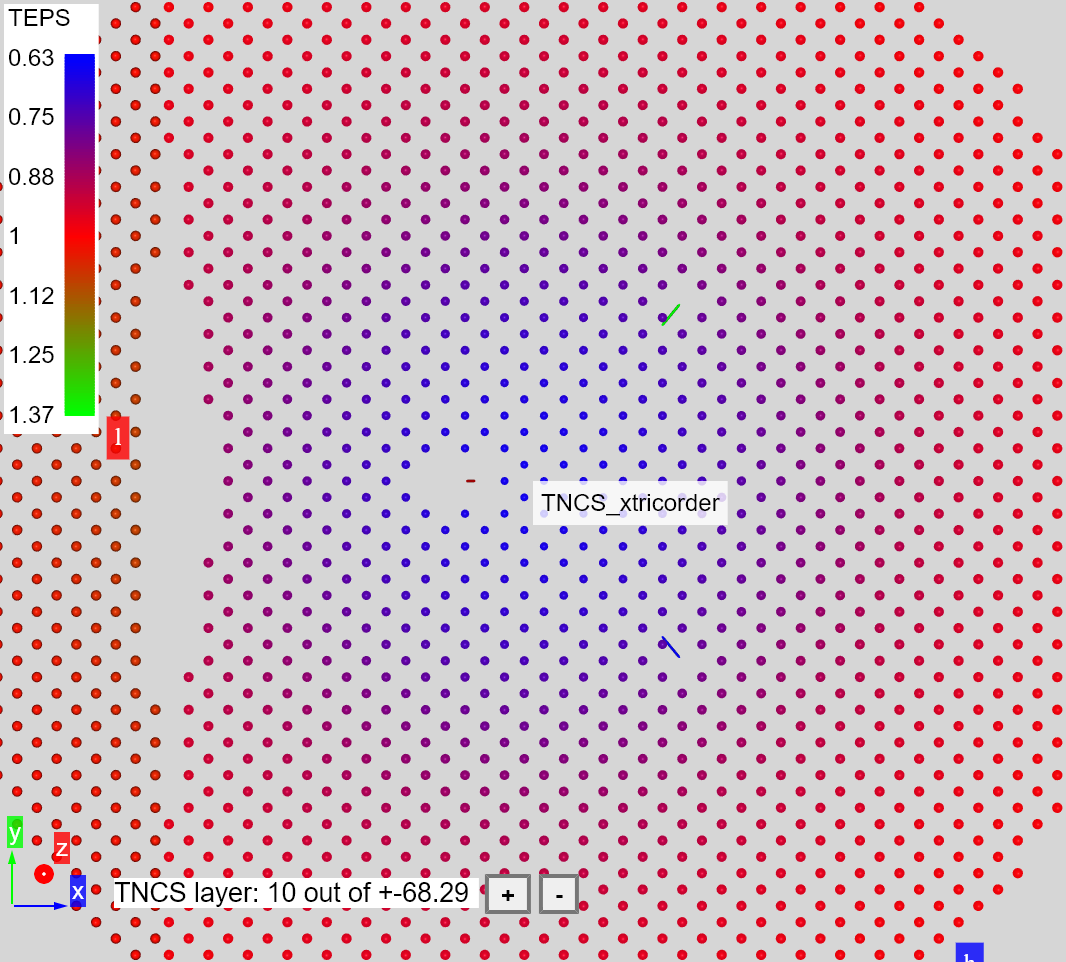 TEPS
0.63
0.75
0.88
1
1.12
1.25
1.37
l
TNCS_xtricorder
y
z
x
TNCS layer: 10 out of +-68.29
+
-